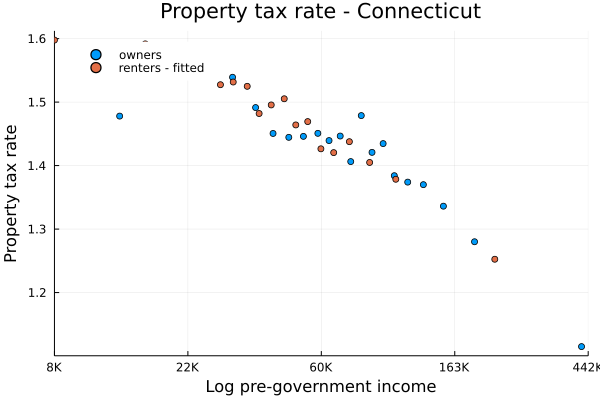 Property tax rate - Connecticut
1.6
owners
renters - fitted
1.5
1.4
1.3
1.2
Property tax rate
8K
22K
60K
163K
442K
Log pre-government income